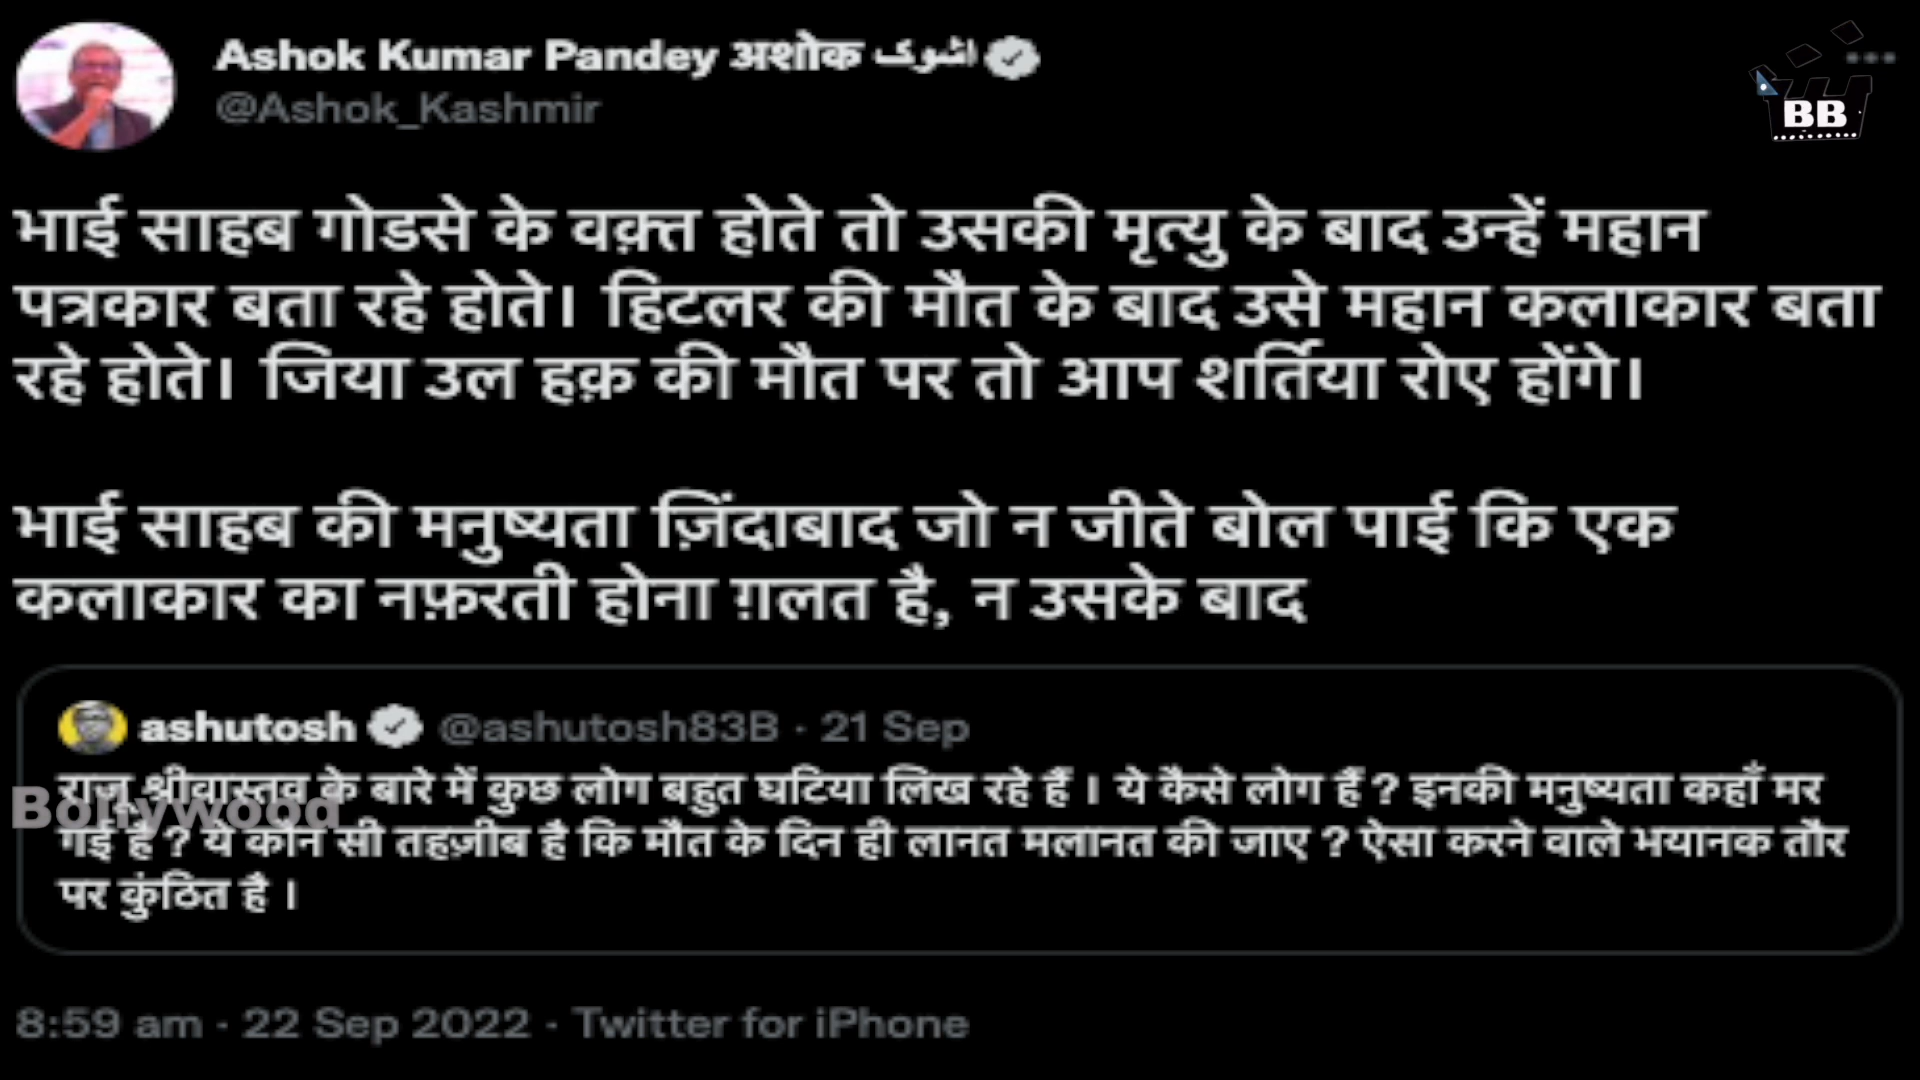 Ashok Kumar Pandey अशोक اشوک
@Ashok_Kashmir
BB
भाई साहब गोडसे के वक़्त होते तो उसकी मृत्यु के बाद उन्हें महान
पत्रकार बता रहे होते। हिटलर की मौत के बाद उसे महान कलाकार बता
रहे होते। जिया उल हक़ की मौत पर तो आप शर्तिया रोए होंगे।
भाई साहब की मनुष्यता ज़िंदाबाद जो न जीते बोल पाई कि एक
कलाकार का नफ़रती होना ग़लत है, न उसके बाद
ashutosh @ashutosh83B · 21 Sep
राजू श्रीवास्तव के बारे में कुछ लोग बहुत घटिया लिख रहे हैं । ये कैसे लोग हैं ? इनकी मनुष्यता कहाँ मर
Bollywood
गई है ? ये कौन सी तहज़ीब है कि मौत के दिन ही लानत मलानत की जाए ? ऐसा करने वाले भयानक तौर
पर कुंठित है ।
8:59 am · 22 Sep 2022 · Twitter for iPhone